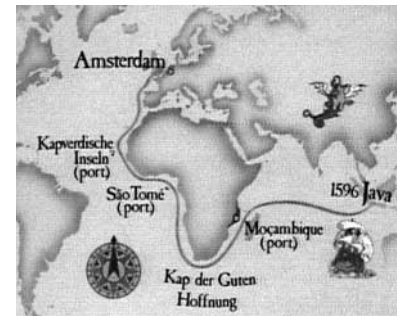 Amsterdam
Kapverdische
Inseln
(port)
São Tomé
(port)
1596 Java
Moçambique
(port)
Kap der Guten
Hoffnung